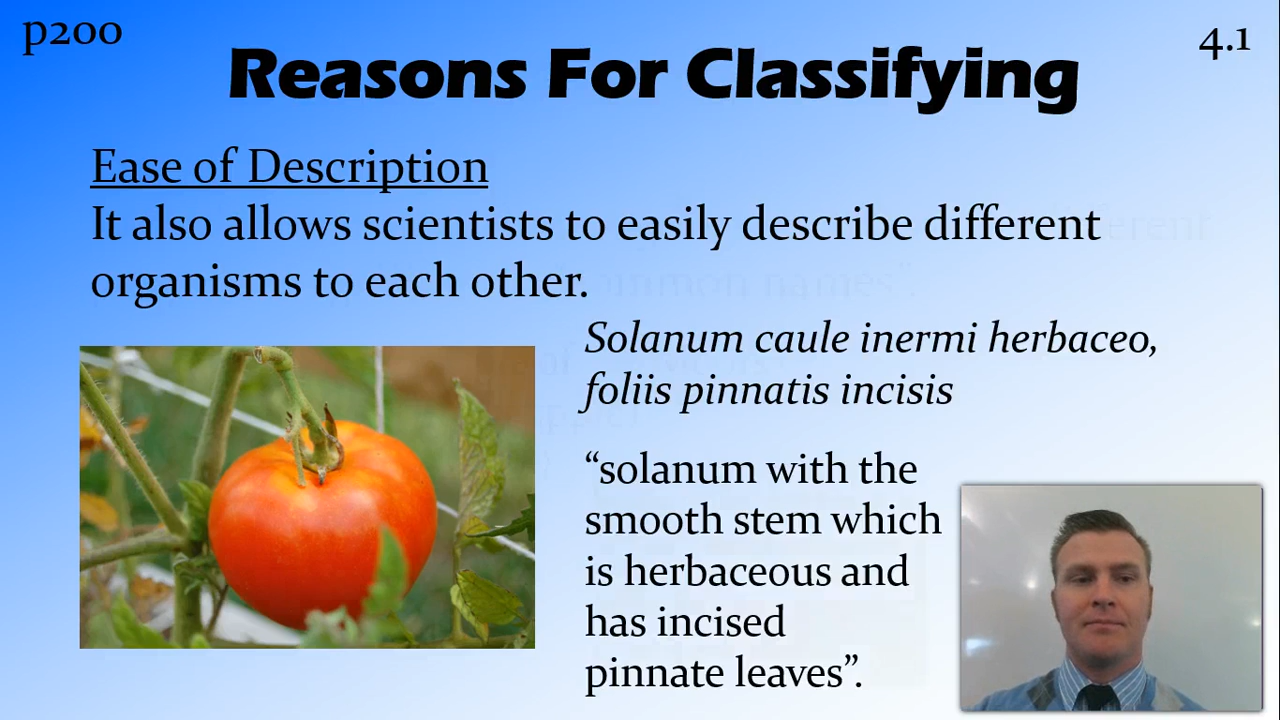 p200
4.1
Reasons For Classifying
Ease of Description
It also allows scientists to easily describe different
organisms to each other.
Solanum caule inermi herbaceo,
foliis pinnatis incisis
“solanum with the
smooth stem which
is herbaceous and
has incised
pinnate leaves”.